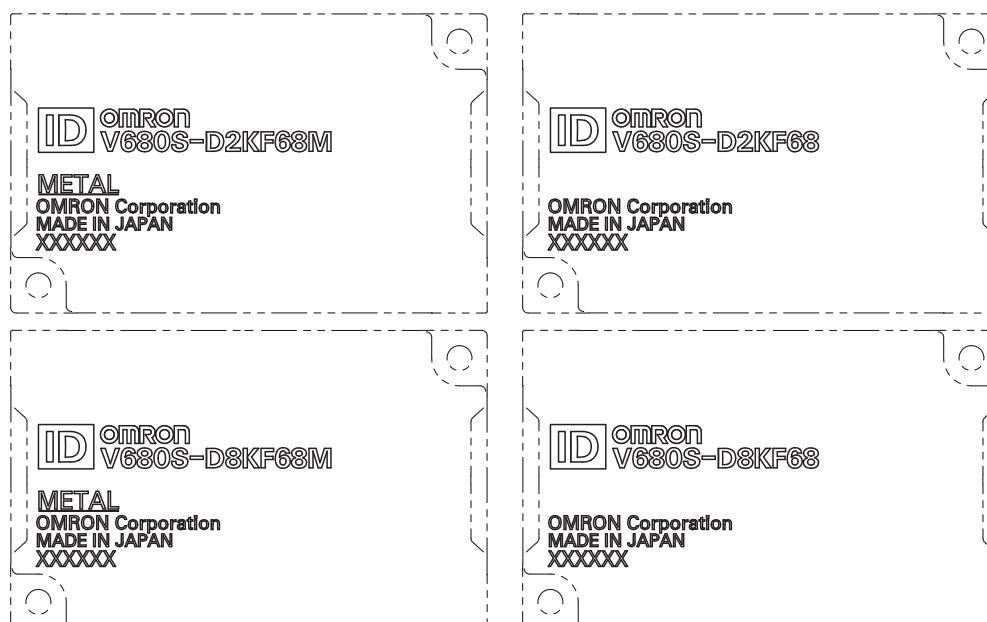 ID OMRON
V680S-D2KF68M
METAL
OMRON Corporation
MADE IN JAPAN
XXXXXX
ID OMRON
V680S-D2KF68
OMRON Corporation
MADE IN JAPAN
XXXXXX
ID OMRON
V680S-D8KF68M
METAL
OMRON Corporation
MADE IN JAPAN
XXXXXX
ID OMRON
V680S-D8KF68
OMRON Corporation
MADE IN JAPAN
XXXXXX